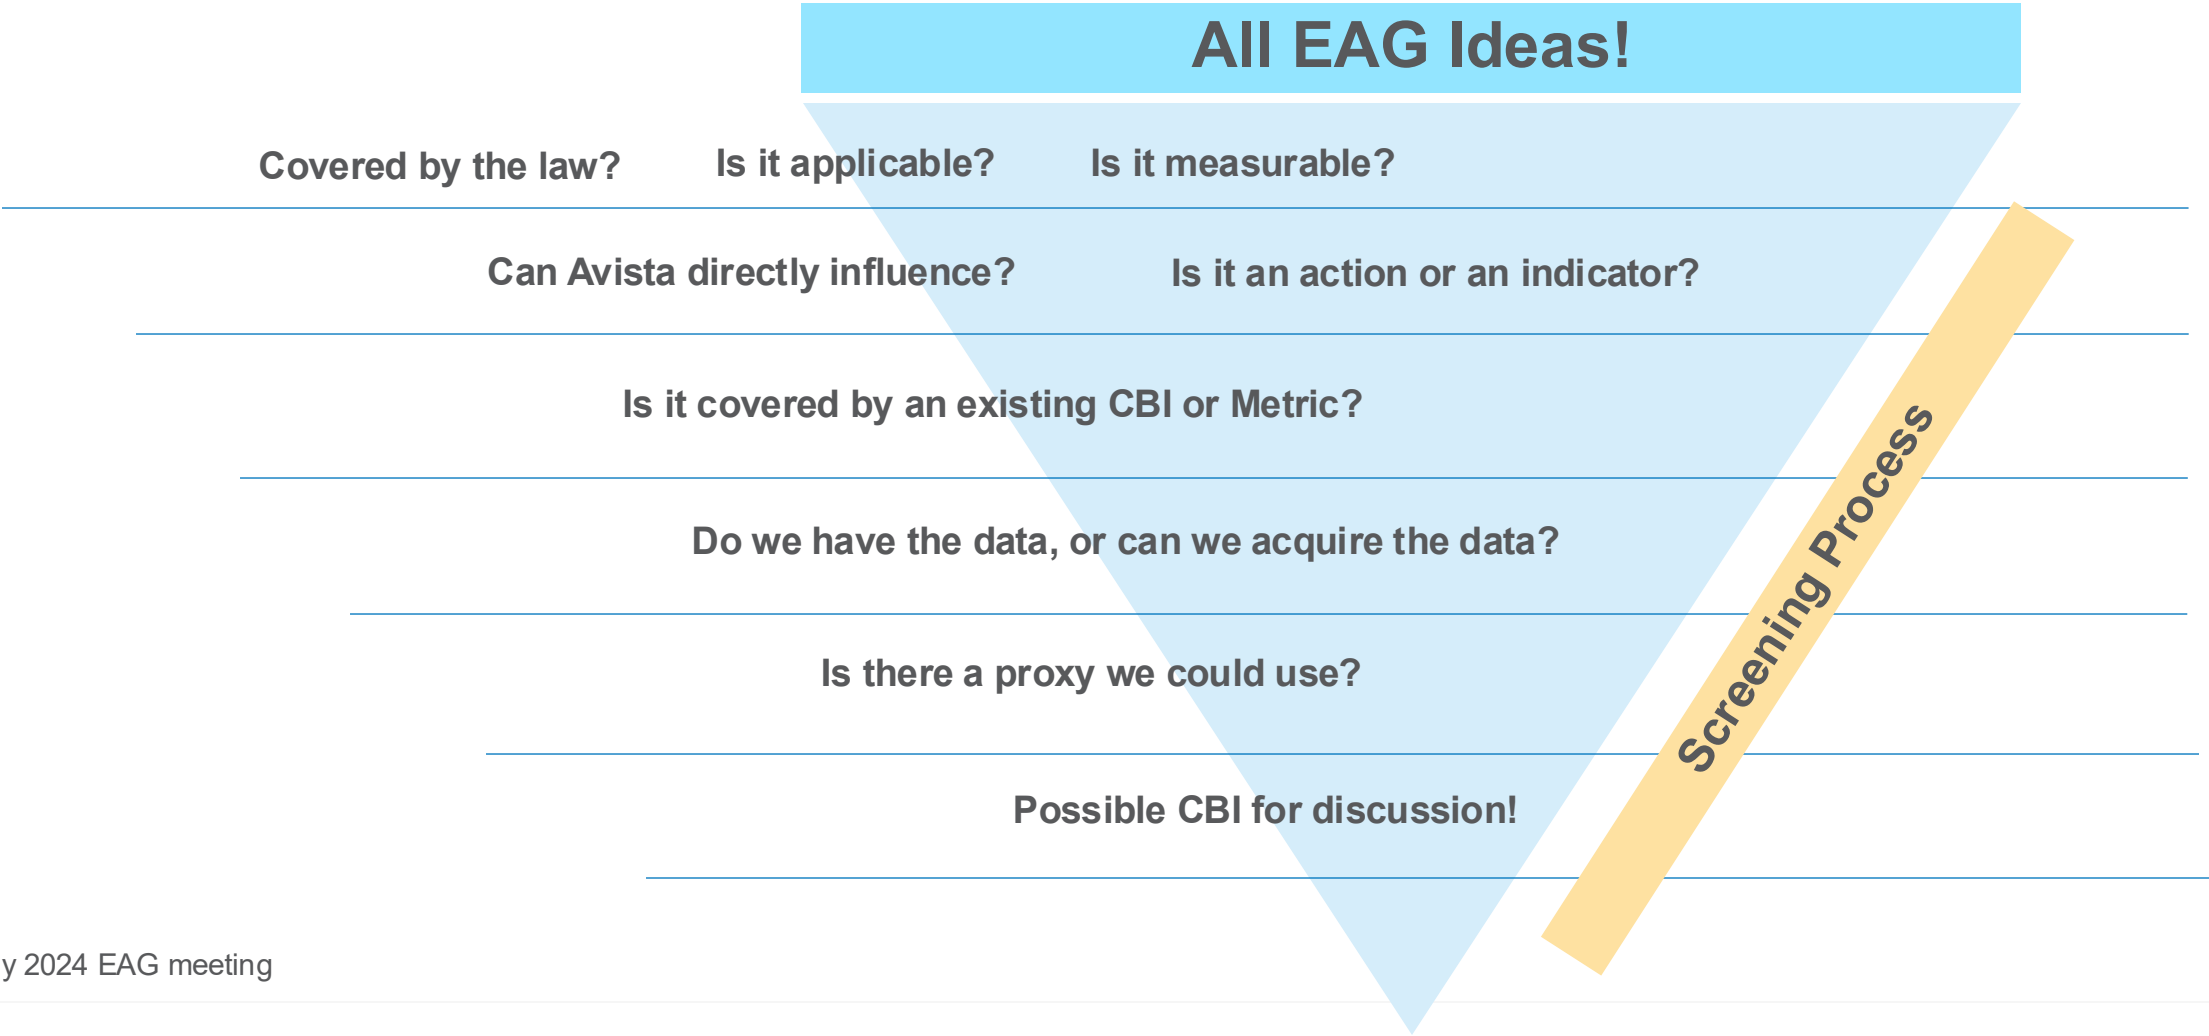 All EAG Ideas!
Covered by the law? Is it applicable? Is it measurable?
Can Avista directly influence? Is it an action or an indicator?
Is it covered by an existing CBI or Metric?
Do we have the data, or can we acquire the data?
Is there a proxy we could use?
Possible CBI for discussion!
Screening Process
y 2024 EAG meeting